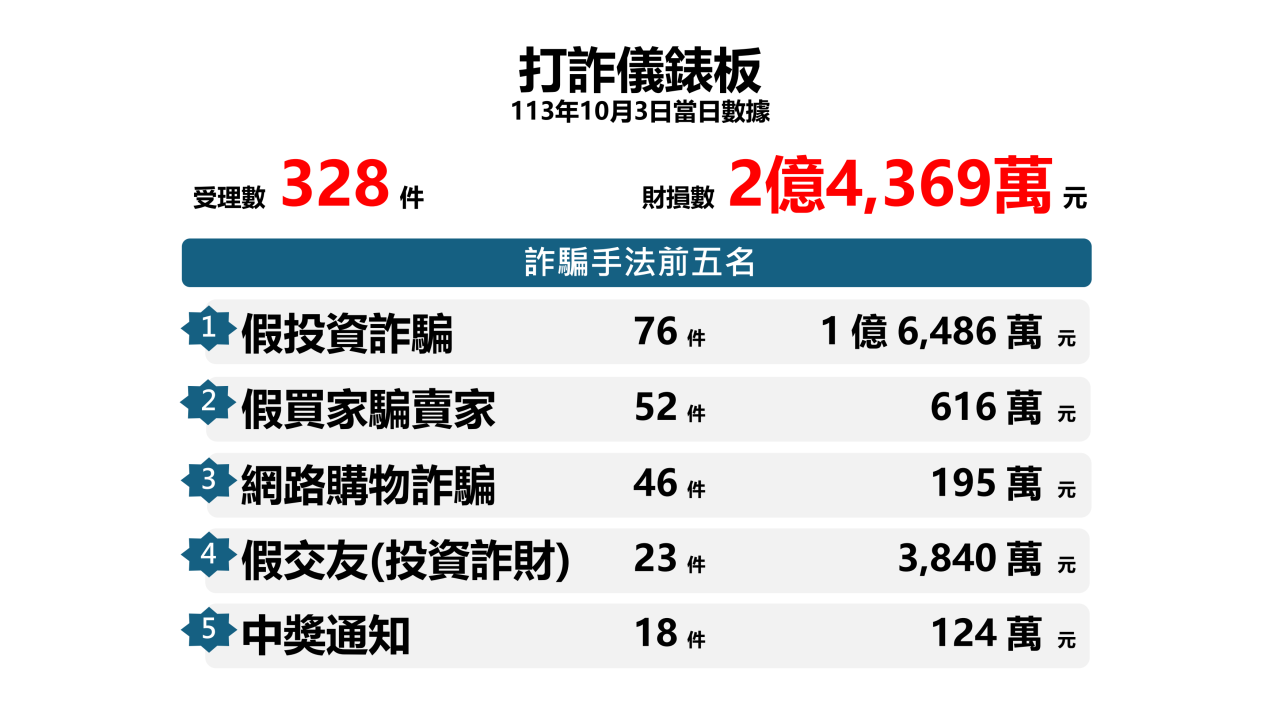 打詐儀錶板
113年10月3日當日數據
受理數 328 件 財損數 2億4,369萬 元
詐騙手法前五名
1 假投資詐騙 76 件 1 億 6,486 萬 元
2 假買家騙賣家 52 件 616 萬 元
3 網路購物詐騙 46 件 195 萬 元
4 假交友(投資詐財) 23 件 3,840 萬 元
5 中獎通知 18 件 124 萬 元